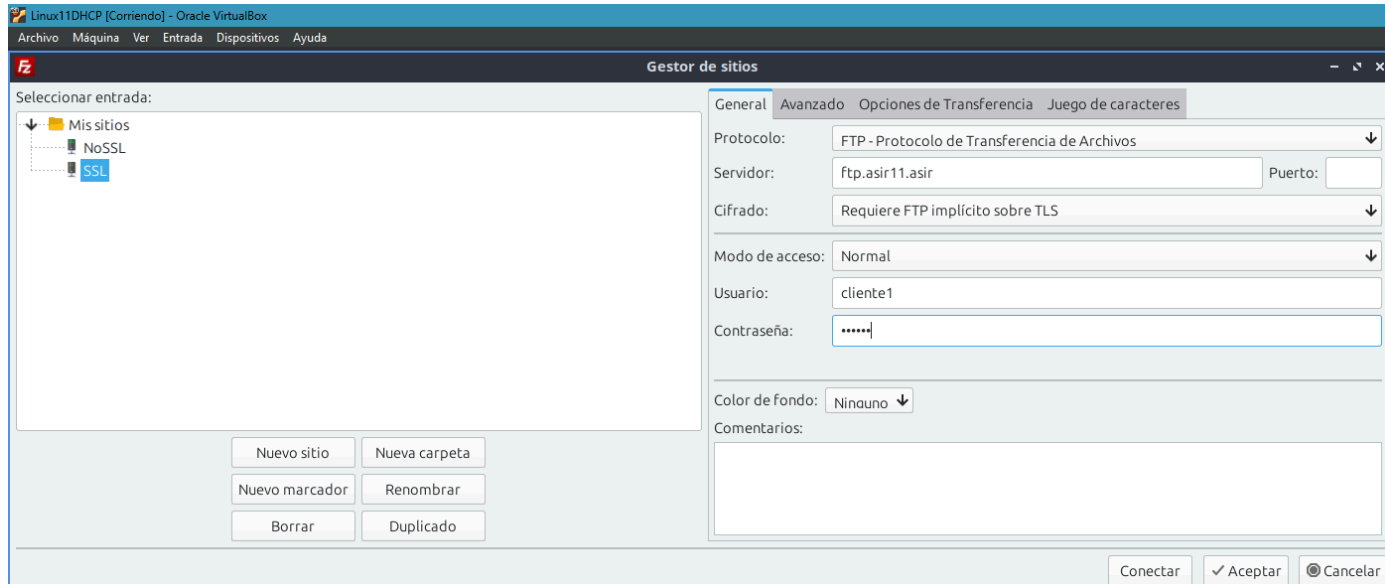 Linux11DHCP [Corriendo] - Oracle VirtualBox
Archivo Máquina Ver Entrada Dispositivos Ayuda
Fz Gestor de sitios
Seleccionar entrada:
Mis sitios
NoSSL
SSL
Nuevo sitio Nueva carpeta
Nuevo marcador Renombrar
Borrar Duplicado
General Avanzado Opciones de Transferencia Juego de caracteres
Protocolo: FTP - Protocolo de Transferencia de Archivos
Servidor: ftp.asir11.asir Puerto:
Cifrado: Requiere FTP implícito sobre TLS
Modo de acceso: Normal
Usuario: cliente1
Contraseña: ••••••
Color de fondo: Ninguno
Comentarios:
Conectar Aceptar Cancelar